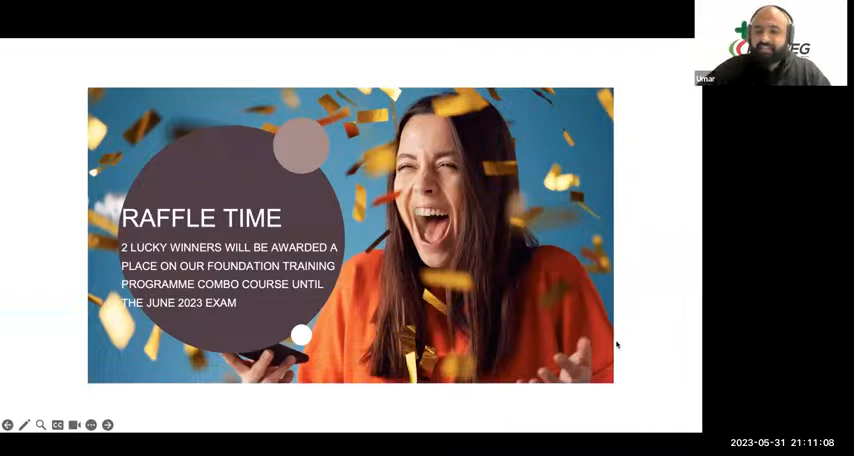 RAFFLE TIME
2 LUCKY WINNERS WILL BE AWARDED A
PLACE ON OUR FOUNDATION TRAINING
PROGRAMME COMBO COURSE UNTIL
THE JUNE 2023 EXAM
Umar
CC
2023-05-31 21:11:08